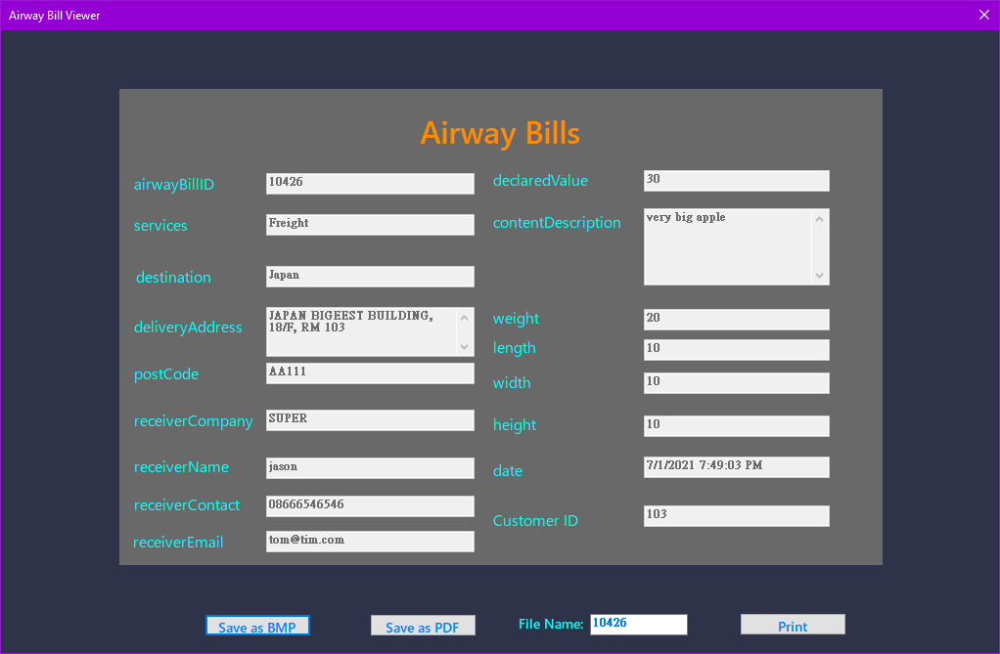 Airway Bill Viewer
Airway Bills
airwayBillID 10426
services Freight
destination Japan
deliveryAddress JAPAN BIGEEST BUILDING,
18/F, RM 103
postCode AA111
receiverCompany SUPER
receiverName jason
receiverContact 08666546546
receiverEmail tom@tim.com
declaredValue 30
contentDescription very big apple
weight 20
length 10
width 10
height 10
date 7/1/2021 7:49:03 PM
Customer ID 103
Save as BMP
Save as PDF
File Name: 10426
Print